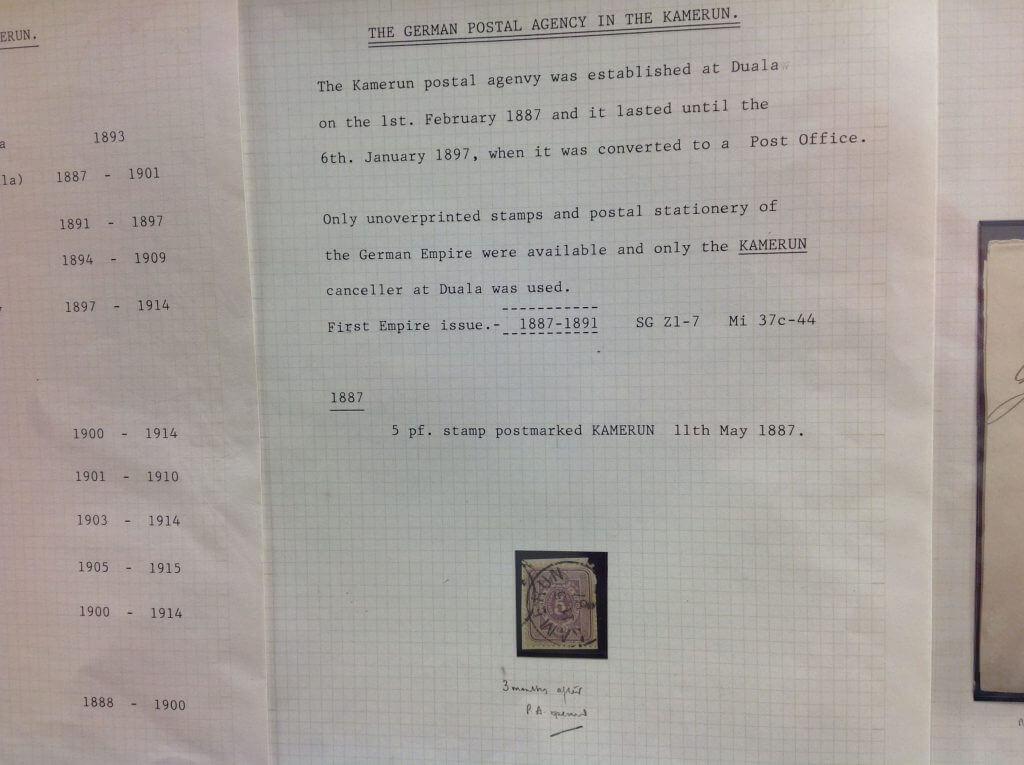 ERUN.
a 1893
la) 1887 - 1901
1891 - 1897
1894 - 1909
1897 - 1914
1900 - 1914
1901 - 1910
1903 - 1914
1905 - 1915
1900 - 1914
1888 - 1900
THE GERMAN POSTAL AGENCY IN THE KAMERUN.
The Kamerun postal agenvy was established at Duala
on the 1st. February 1887 and it lasted until the
6th. January 1897, when it was converted to a Post Office.
Only unoverprinted stamps and postal stationery of
the German Empire were available and only the KAMERUN
canceller at Duala was used.
First Empire issue.- 1887-1891 SG Z1-7 Mi 37c-44
1887
5 pf. stamp postmarked KAMERUN 11th May 1887.
KAMERUN
5
3 months after
P.A. opened